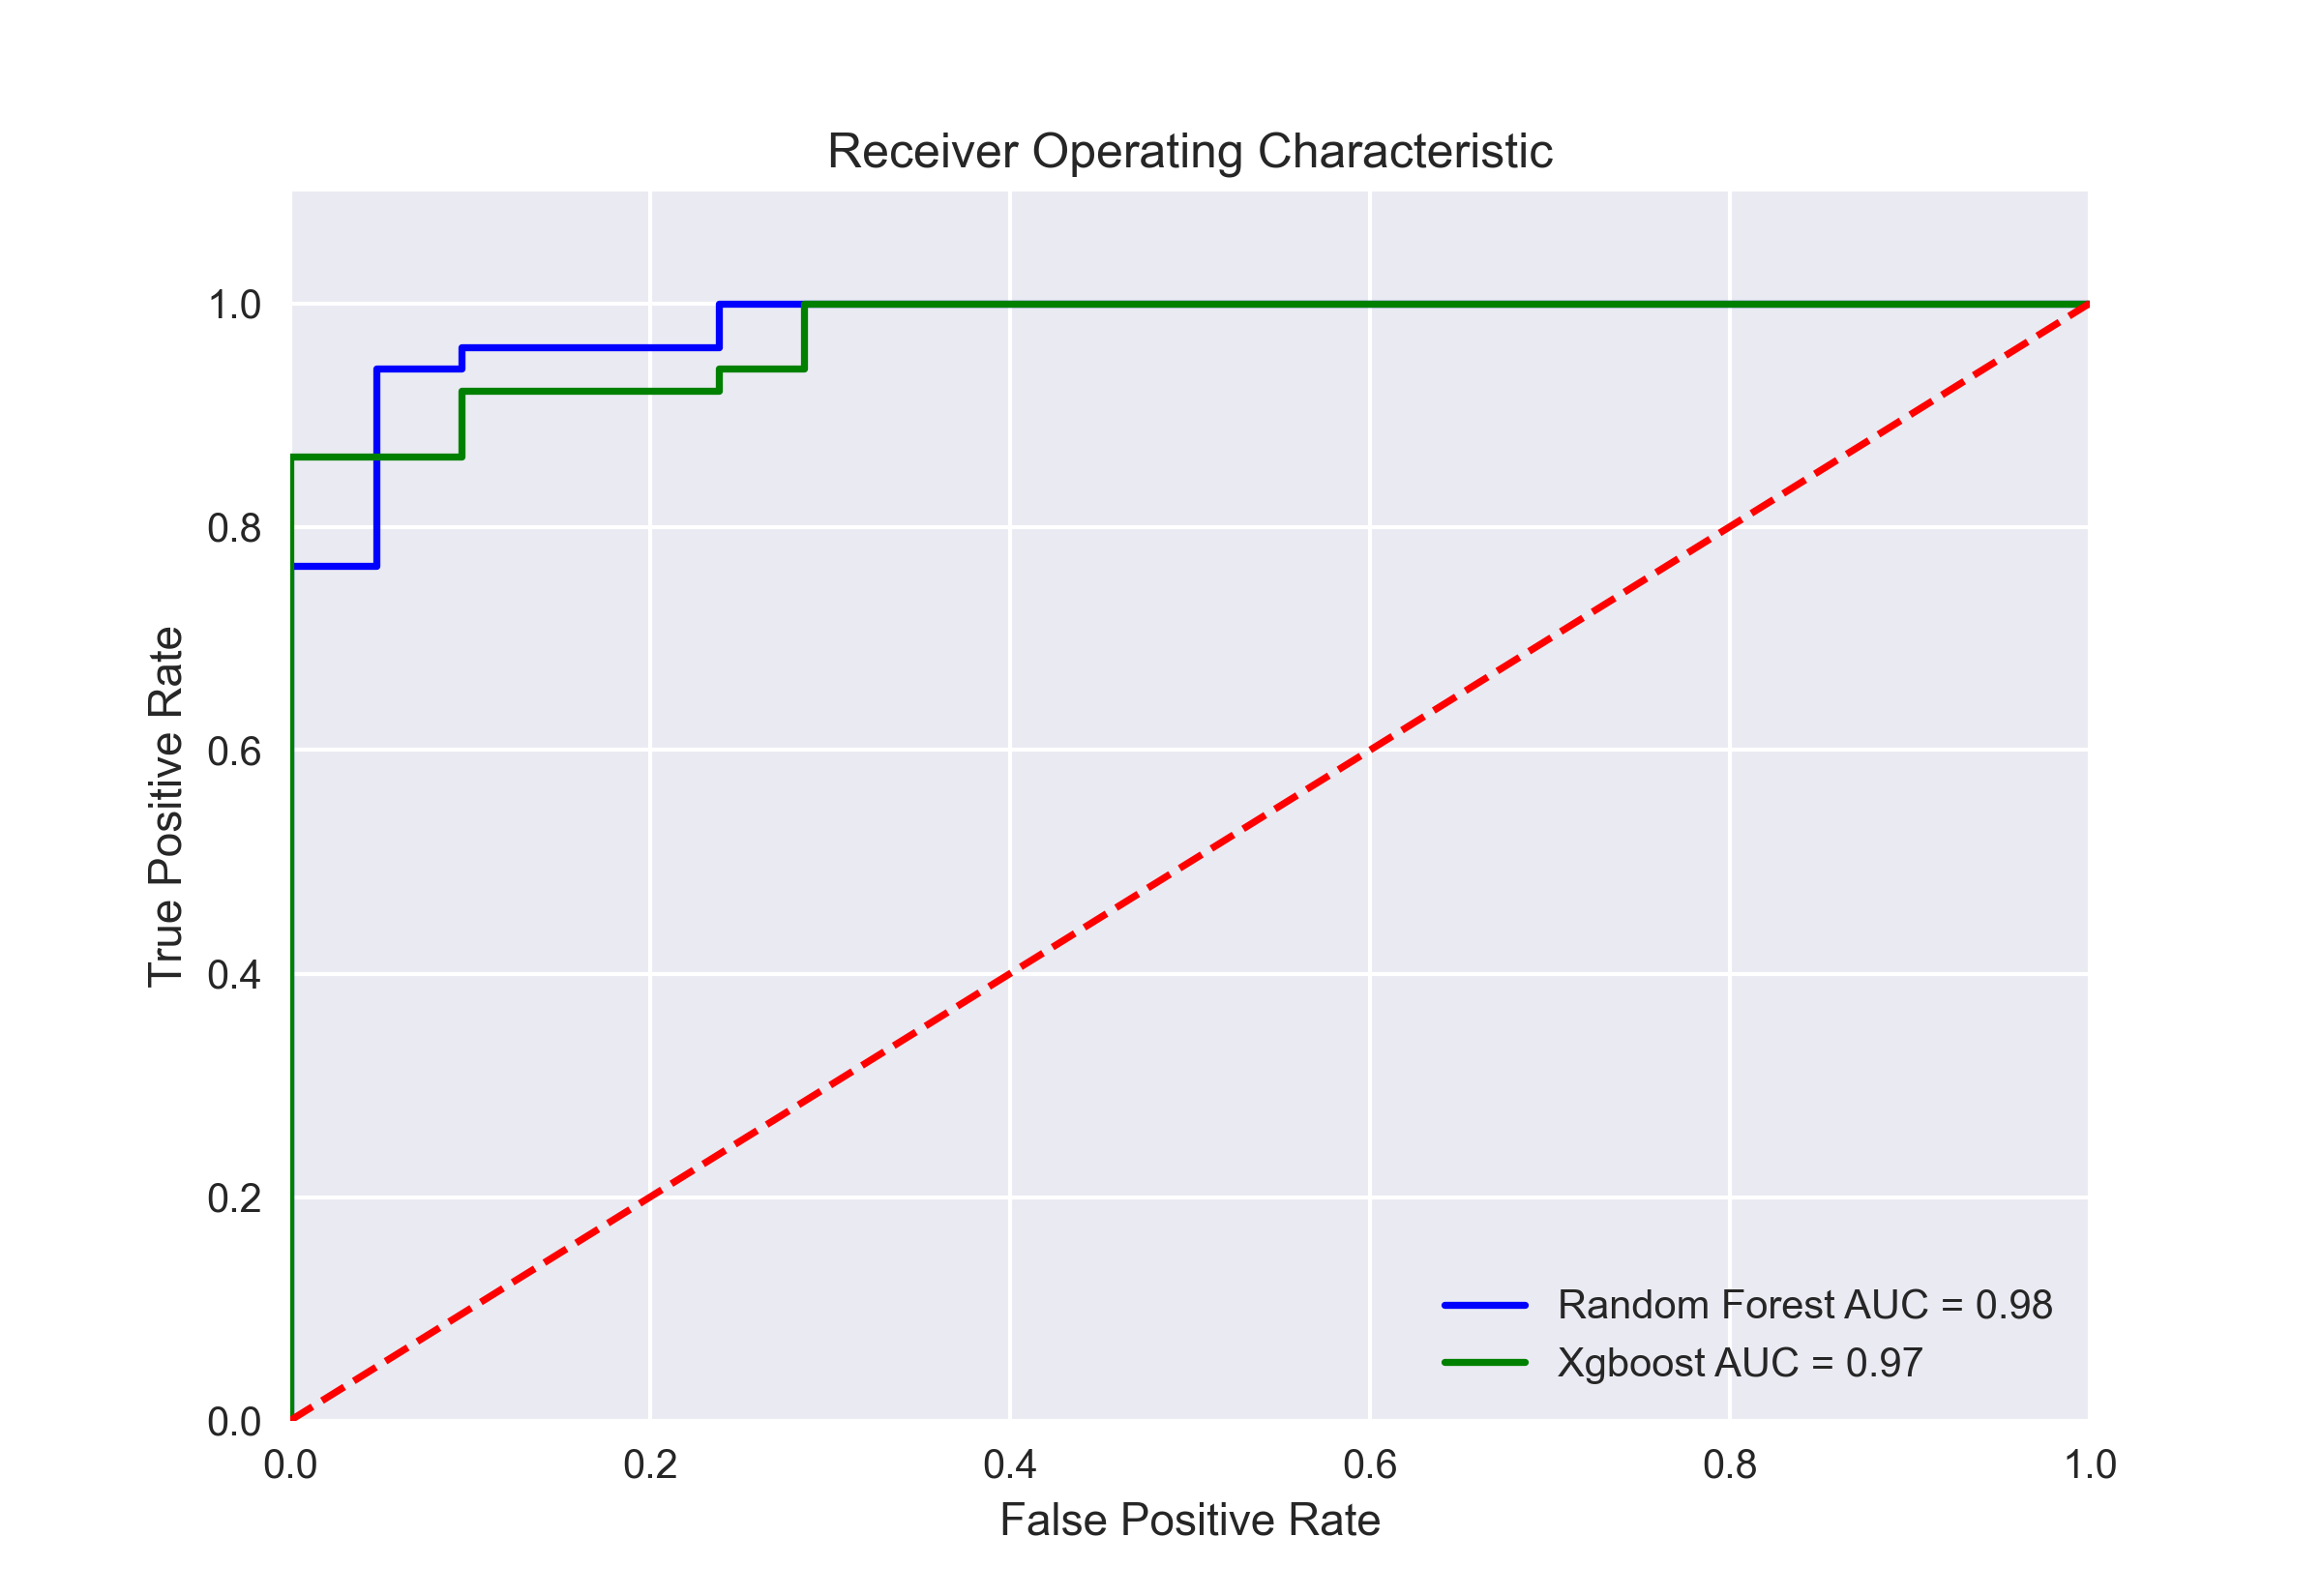 Receiver Operating Characteristic
1.0
0.8
0.6
0.4
0.2
0.0
True Positive Rate
0.0 0.2 0.4 0.6 0.8 1.0
False Positive Rate
Random Forest AUC = 0.98
Xgboost AUC = 0.97